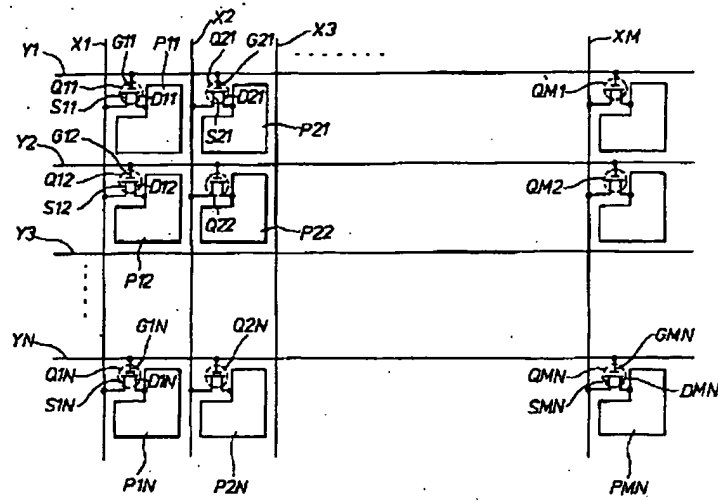 X2
X1 G11 P11 Q21 G21 X3 XM
Y1
Q11 D11 D21 QM1
S11 S21
G12 P21
Y2
Q12 D12 QM2
S12 Q22
P22
Y3
P12
G1N Q2N
YN GMN
Q1N D1N QMN
S1N SMN DMN
P1N P2N PMN